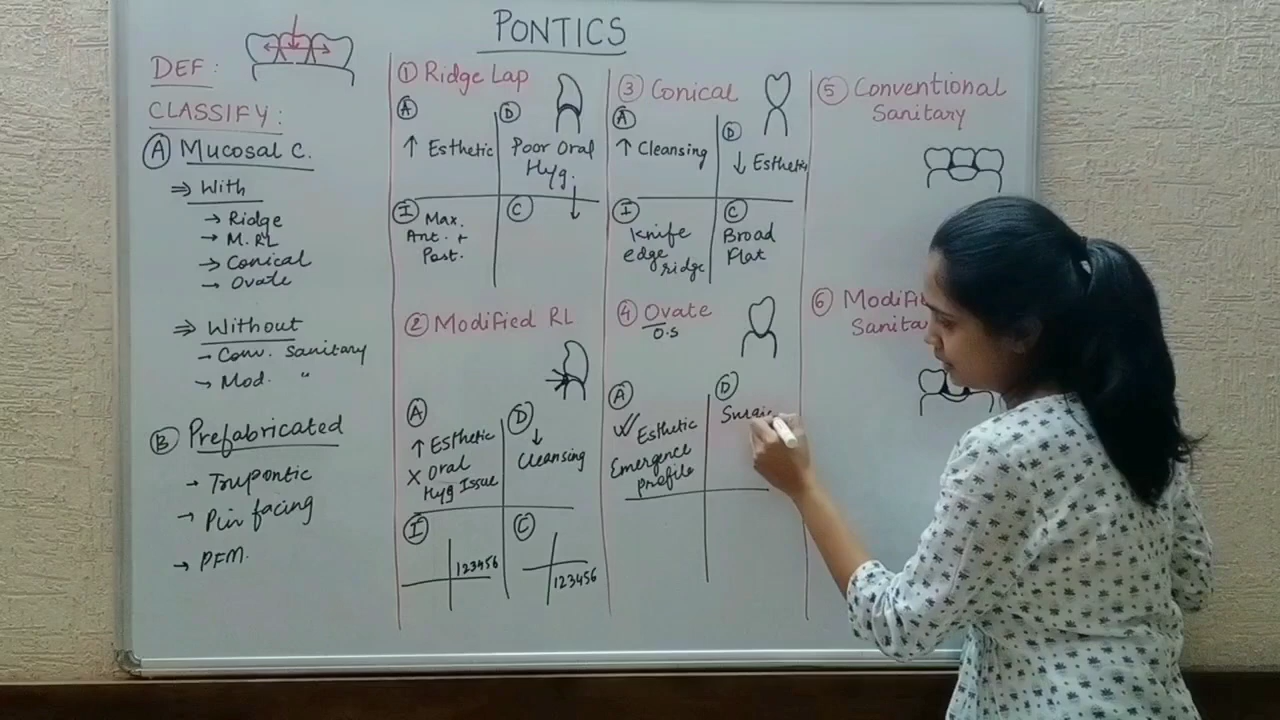 PONTICS
DEF:
CLASSIFY:
(A) Mucosal C.
⇒ With
→ Ridge
→ M. RL
→ Conical
→ Ovate
⇒ Without
→ Conv. Sanitary
→ Mod. "
(B) Prefabricated
→ Trupontic
→ Pin facing
→ PFM.
① Ridge Lap
(A)
↑ Esthetic
(D)
Poor Oral
Hyg.
(I) Max.
Ant. +
Post.
(C)
② Modified RL
(A)
↑ Esthetic
X Oral
Hyg Issue
(D)
↓
Cleansing
(I)
123456
(C)
123456
③ Conical
(A)
↑ Cleansing
(D)
↓ Esthetic
(I)
Knife
edge
ridge
(C)
Broad
Flat
④ Ovate
O.S
(A)
Esthetic
Emergence
Profile
(D)
Surgic
⑤ Conventional
Sanitary
⑥ Modifi
Sanita